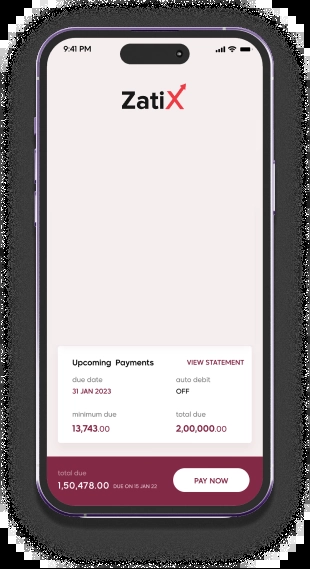 9:41 PM
ZatiX
Upcoming Payments VIEW STATEMENT
due date auto debit
31 JAN 2023 OFF
minimum due total due
13,743.00 2,00,000.00
total due
1,50,478.00 DUE ON 15 JAN 22 PAY NOW